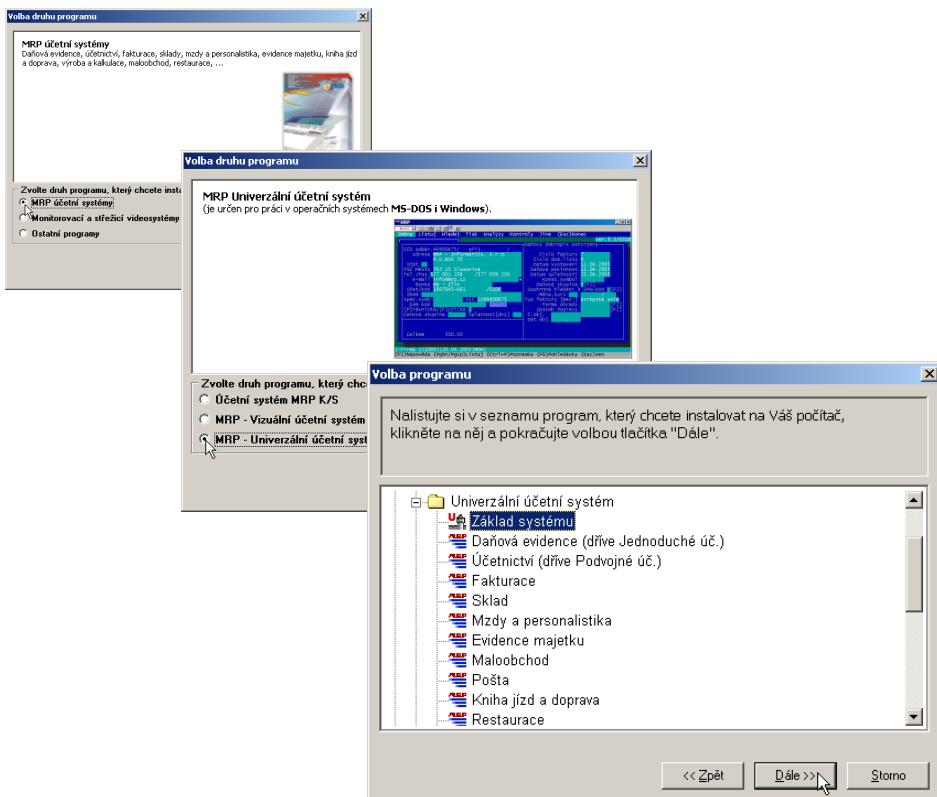 Volba druhu programu
MRP účetní systémy
Daňová evidence, účetnictví, fakturace, sklady, mzdy a personalistika, evidence majetku, kniha jízd
a doprava, výroba a kalkulace, maloobchod, restaurace, ...
Zvolte druh programu, který chcete insta
MRP účetní systémy
Monitorovací a střežicí videosystémy
Ostatní programy
Volba druhu programu
MRP Univerzální účetní systém
(je určen pro práci v operačních systémech MS-DOS i Windows).
Zvolte druh programu, který chc
Účetní systém MRP K/S
MRP - Vizuální účetní systém
MRP - Univerzální účetní syst
Volba programu
Nalistujte si v seznamu program, který chcete instalovat na Váš počítač,
klikněte na něj a pokračujte volbou tlačítka "Dále".
Univerzální účetní systém
Základ systému
Daňová evidence (dříve Jednoduché úč.)
Účetnictví (dříve Podvojné úč.)
Fakturace
Sklad
Mzdy a personalistika
Evidence majetku
Maloobchod
Pošta
Kniha jízd a doprava
Restaurace
<< Zpět
Dále >>
Storno